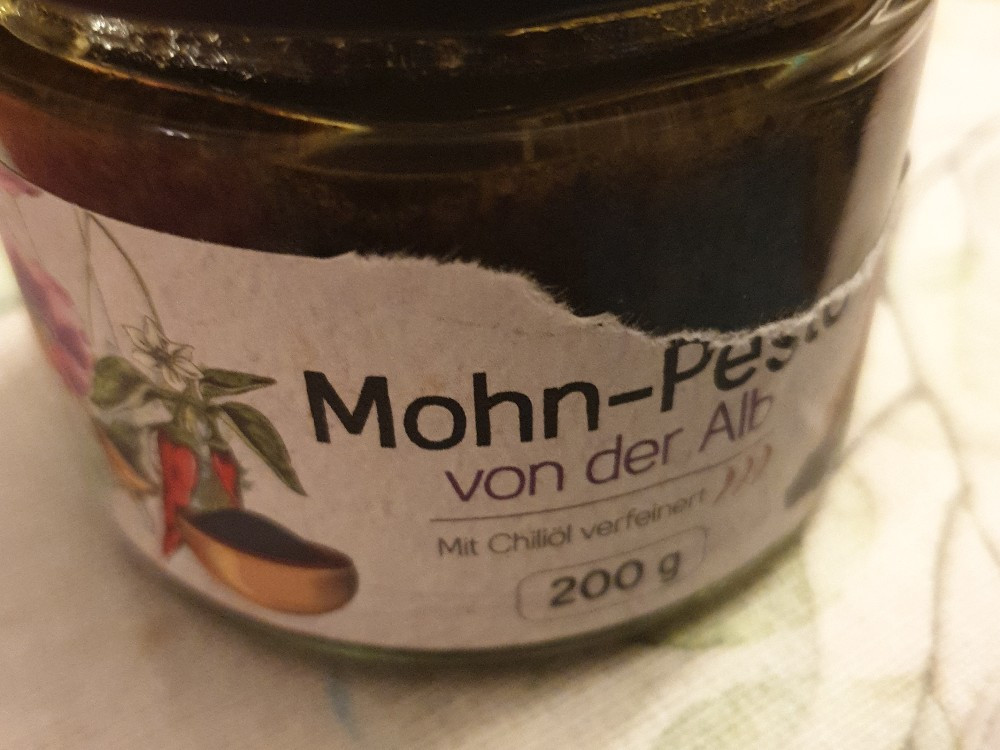 Mohn-Pesto
von der Alb
Mit Chiliöl verfeinert
200 g